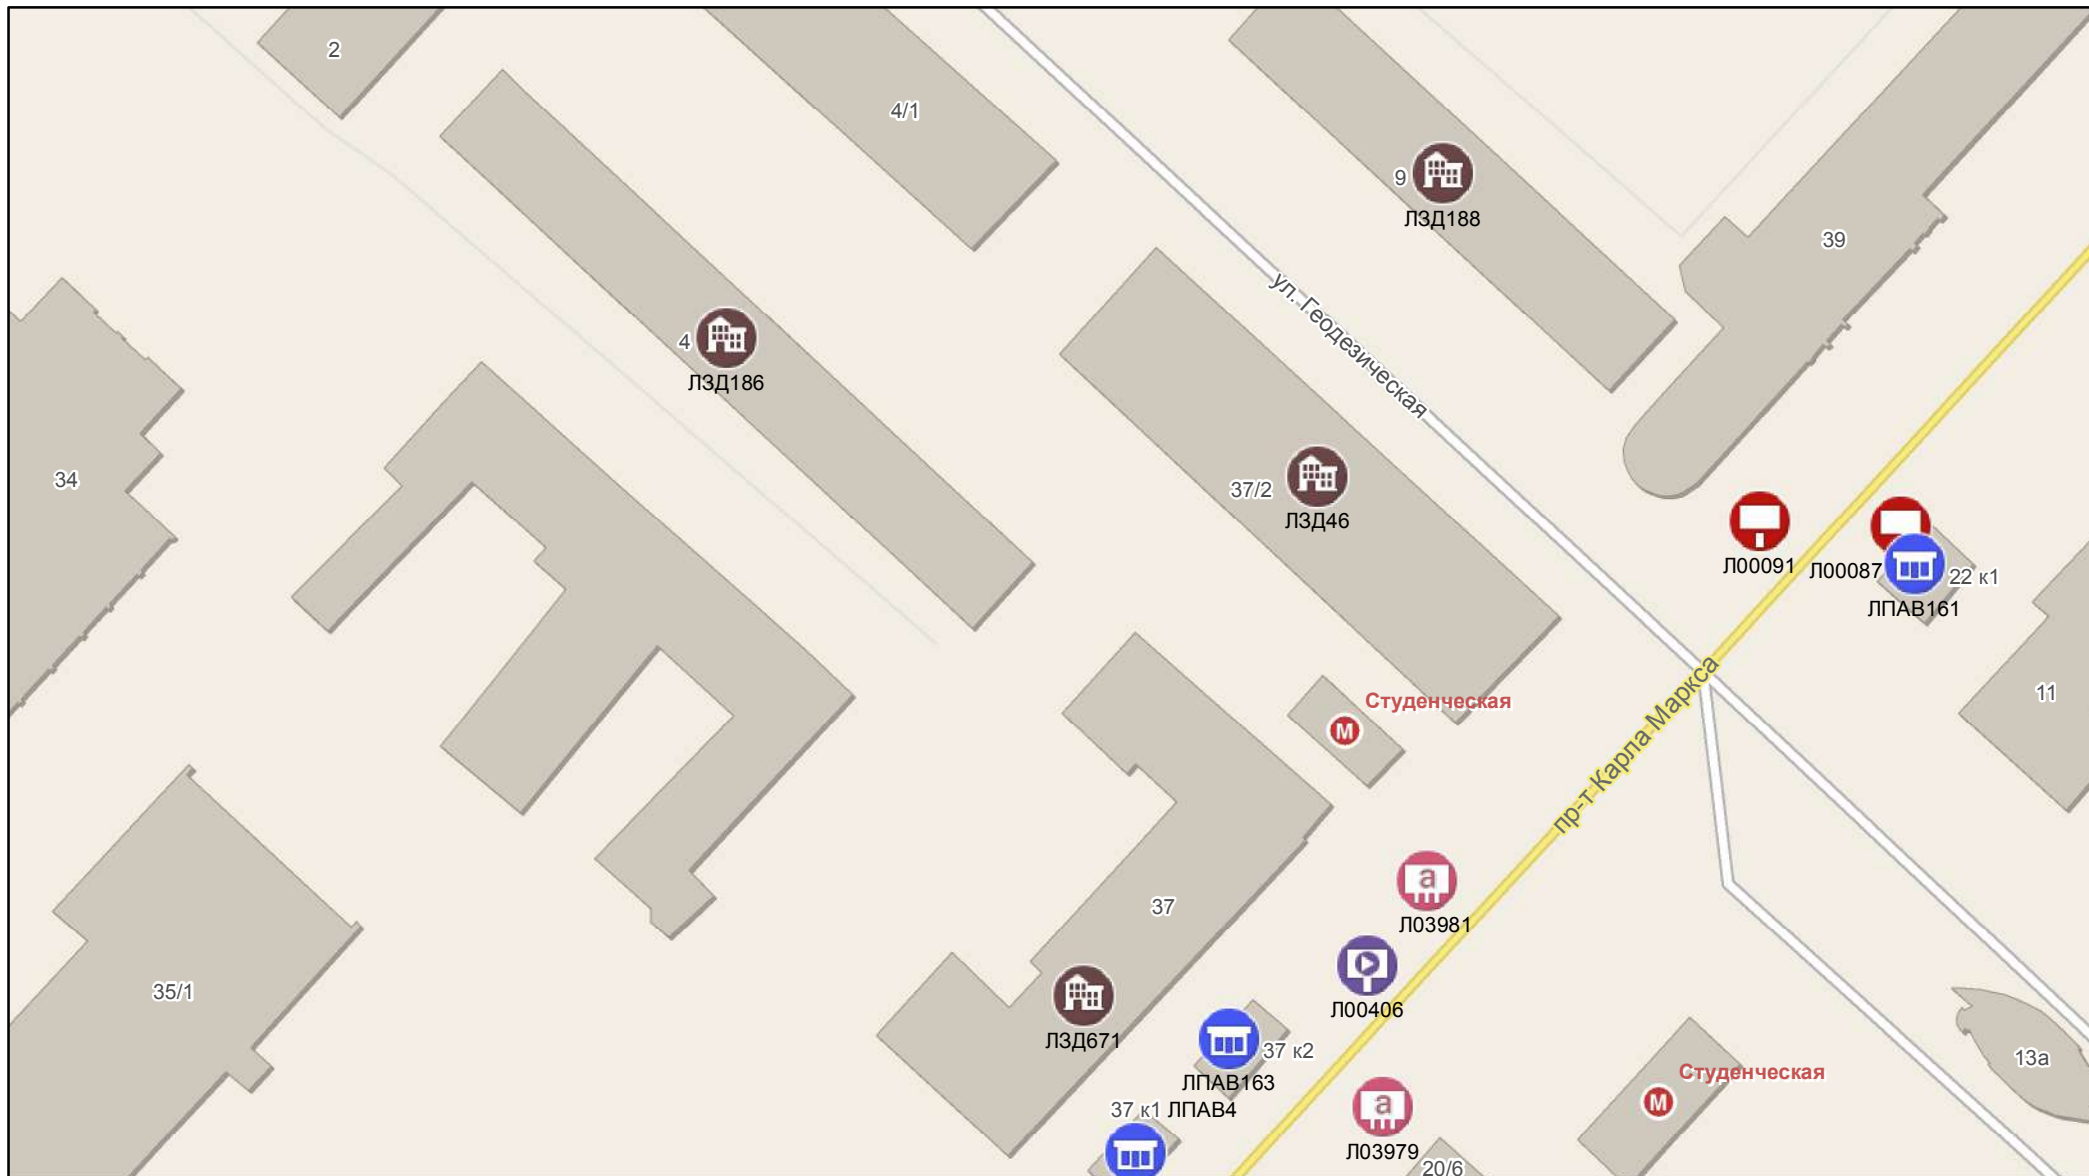 2
4/1
9
ЛЗД188
39
ул. Геодезическая
4
ЛЗД186
34
37/2
ЛЗД46
Л00091
Л00087
22 к1
ЛПАВ161
Студенческая
М
11
пр-т Карла Маркса
а
Л03981
37
Л00406
35/1
ЛЗД671
37 к2
ЛПАВ163
37 к1
ЛПАВ4
а
Л03979
Студенческая
М
13а
20/6